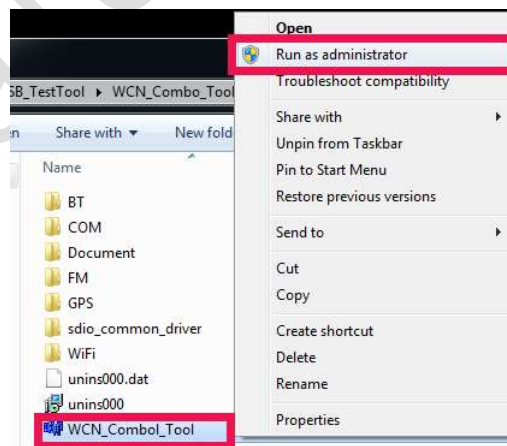 SB_TestTool ▸ WCN_Combo_Tool
Share with ▾ New fold
Name
BT
COM
Document
FM
GPS
sdio_common_driver
WiFi
unins000.dat
unins000
WCN_Combol_Tool
Open
Run as administrator
Troubleshoot compatibility
Share with
Unpin from Taskbar
Pin to Start Menu
Restore previous versions
Send to
Cut
Copy
Create shortcut
Delete
Rename
Properties